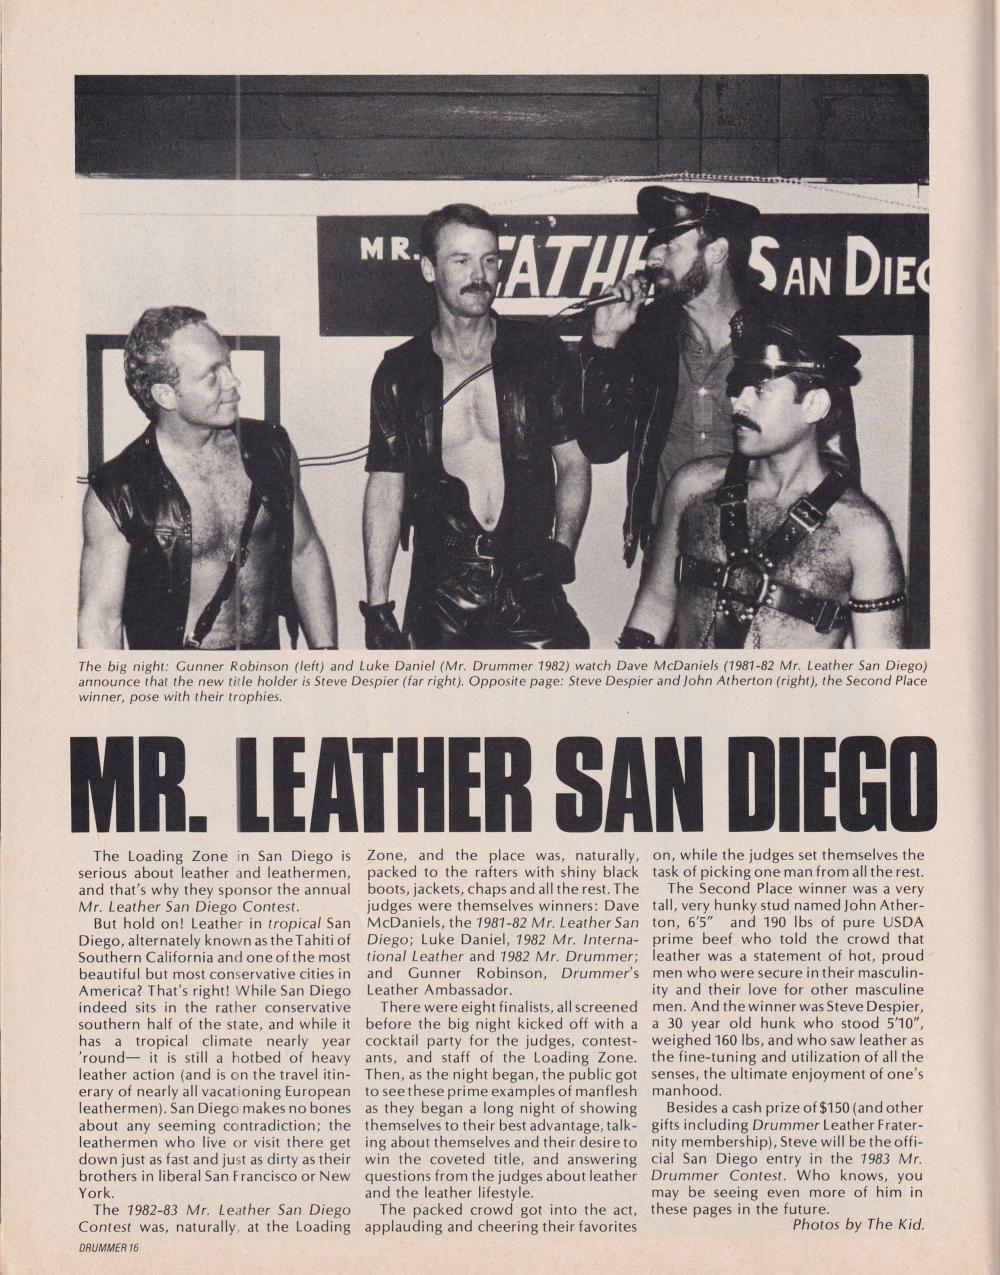 MR. EATHE SAN DIEG
The big night: Gunner Robinson (left) and Luke Daniel (Mr. Drummer 1982) watch Dave McDaniels (1981-82 Mr. Leather San Diego)
announce that the new title holder is Steve Despier (far right). Opposite page: Steve Despier and John Atherton (right), the Second Place
winner, pose with their trophies.
MR. LEATHER SAN DIEGO
The Loading Zone in San Diego is
serious about leather and leathermen,
and that's why they sponsor the annual
Mr. Leather San Diego Contest.
But hold on! Leather in tropical San
Diego, alternately known as the Tahiti of
Southern California and one of the most
beautiful but most conservative cities in
America? That's right! While San Diego
indeed sits in the rather conservative
southern half of the state, and while it
has a tropical climate nearly year
'round— it is still a hotbed of heavy
leather action (and is on the travel itin-
erary of nearly all vacationing European
leathermen). San Diego makes no bones
about any seeming contradiction; the
leathermen who live or visit there get
down just as fast and just as dirty as their
brothers in liberal San Francisco or New
York.
The 1982-83 Mr. Leather San Diego
Contest was, naturally, at the Loading
Zone, and the place was, naturally,
packed to the rafters with shiny black
boots, jackets, chaps and all the rest. The
judges were themselves winners: Dave
McDaniels, the 1981-82 Mr. Leather San
Diego; Luke Daniel, 1982 Mr. Interna-
tional Leather and 1982 Mr. Drummer;
and Gunner Robinson, Drummer's
Leather Ambassador.
There were eight finalists, all screened
before the big night kicked off with a
cocktail party for the judges, contest-
ants, and staff of the Loading Zone.
Then, as the night began, the public got
to see these prime examples of manflesh
as they began a long night of showing
themselves to their best advantage, talk-
ing about themselves and their desire to
win the coveted title, and answering
questions from the judges about leather
and the leather lifestyle.
The packed crowd got into the act,
applauding and cheering their favorites
on, while the judges set themselves the
task of picking one man from all the rest.
The Second Place winner was a very
tall, very hunky stud named John Ather-
ton, 6'5" and 190 lbs of pure USDA
prime beef who told the crowd that
leather was a statement of hot, proud
men who were secure in their masculin-
ity and their love for other masculine
men. And the winner was Steve Despier,
a 30 year old hunk who stood 5'10",
weighed 160 lbs, and who saw leather as
the fine-tuning and utilization of all the
senses, the ultimate enjoyment of one's
manhood.
Besides a cash prize of $150 (and other
gifts including Drummer Leather Frater-
nity membership), Steve will be the offi-
cial San Diego entry in the 1983 Mr.
Drummer Contest. Who knows, you
may be seeing even more of him in
these pages in the future.
Photos by The Kid.
DRUMMER 16